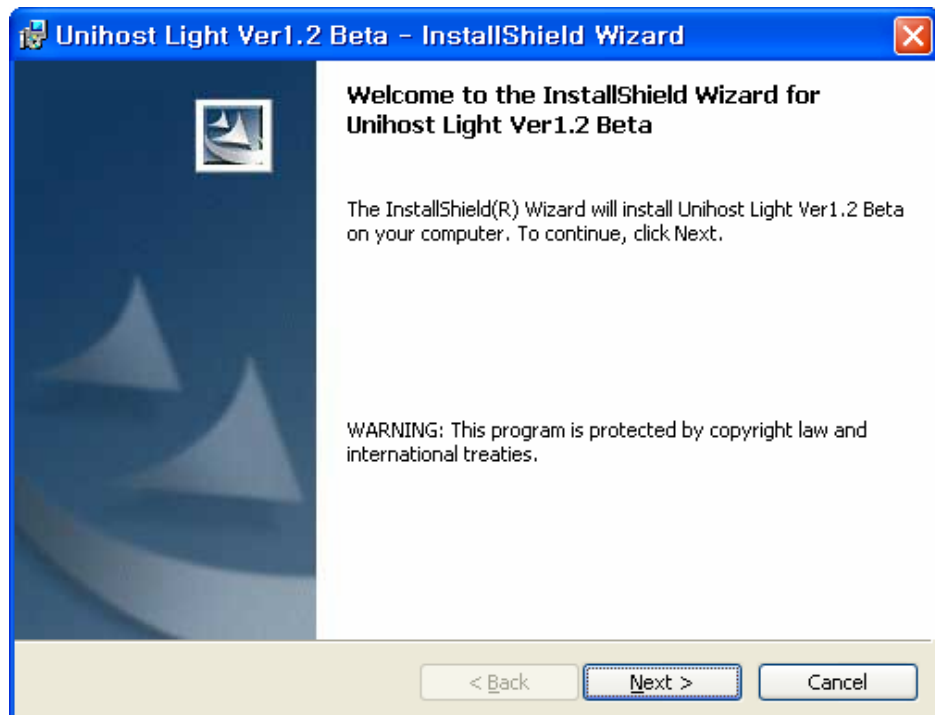 Unihost Light Ver1.2 Beta - InstallShield Wizard
Welcome to the InstallShield Wizard for
Unihost Light Ver1.2 Beta
The InstallShield(R) Wizard will install Unihost Light Ver1.2 Beta
on your computer. To continue, click Next.
WARNING: This program is protected by copyright law and
international treaties.
< Back
Next >
Cancel